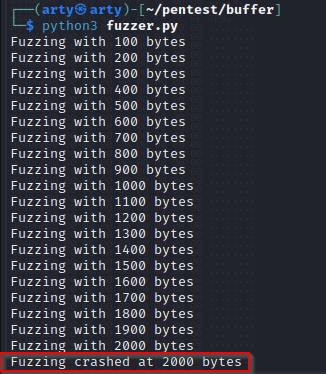 ┌──(arty㉿arty)-[~/pentest/buffer]
└─$ python3 fuzzer.py
Fuzzing with 100 bytes
Fuzzing with 200 bytes
Fuzzing with 300 bytes
Fuzzing with 400 bytes
Fuzzing with 500 bytes
Fuzzing with 600 bytes
Fuzzing with 700 bytes
Fuzzing with 800 bytes
Fuzzing with 900 bytes
Fuzzing with 1000 bytes
Fuzzing with 1100 bytes
Fuzzing with 1200 bytes
Fuzzing with 1300 bytes
Fuzzing with 1400 bytes
Fuzzing with 1500 bytes
Fuzzing with 1600 bytes
Fuzzing with 1700 bytes
Fuzzing with 1800 bytes
Fuzzing with 1900 bytes
Fuzzing with 2000 bytes
Fuzzing crashed at 2000 bytes